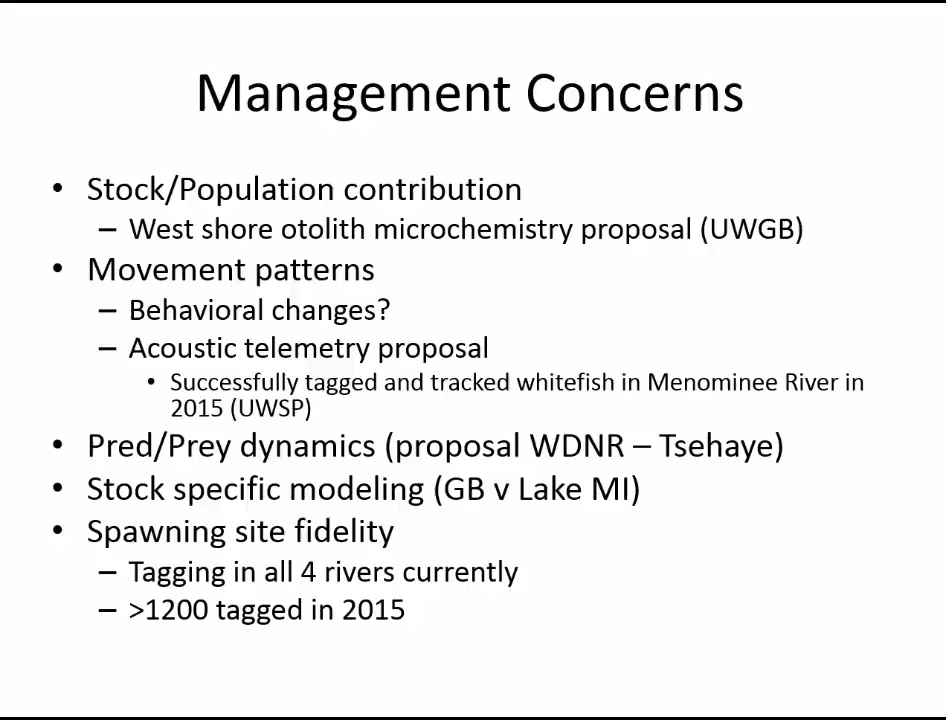 Management Concerns
• Stock/Population contribution
– West shore otolith microchemistry proposal (UWGB)
• Movement patterns
– Behavioral changes?
– Acoustic telemetry proposal
• Successfully tagged and tracked whitefish in Menominee River in
2015 (UWSP)
• Pred/Prey dynamics (proposal WDNR – Tsehaye)
• Stock specific modeling (GB v Lake MI)
• Spawning site fidelity
– Tagging in all 4 rivers currently
– >1200 tagged in 2015